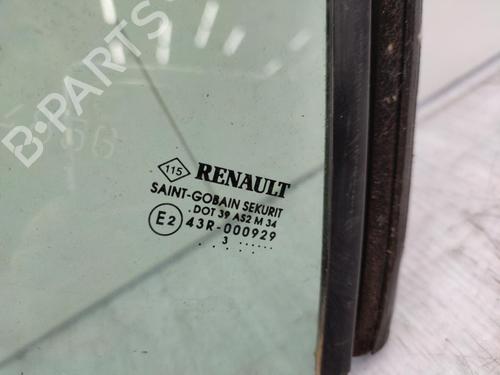 B-PARTS
115 RENAULT
SAINT-GOBAIN SEKURIT
DOT 39 AS2 M 34
E2 43R-000929
3